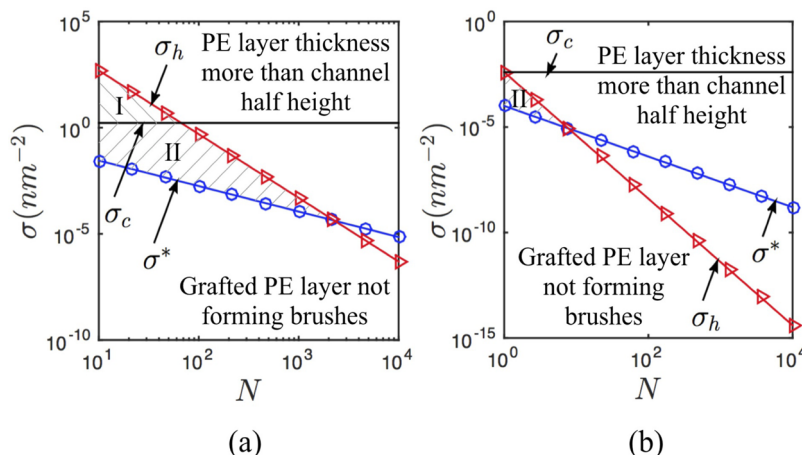 10^5
σ_h
PE layer thickness
more than channel
half height
I
10^0
II
σ_c
σ*
10^-5
Grafted PE layer not
forming brushes
10^-10
10^1
10^2
10^3
10^4
σ(nm^-2)
N
(a)
10^0
σ_c
PE layer thickness
more than channel
half height
II
10^-5
σ*
10^-10
Grafted PE layer
not forming
brushes
σ_h
10^-15
10^0
10^2
10^4
σ(nm^-2)
N
(b)